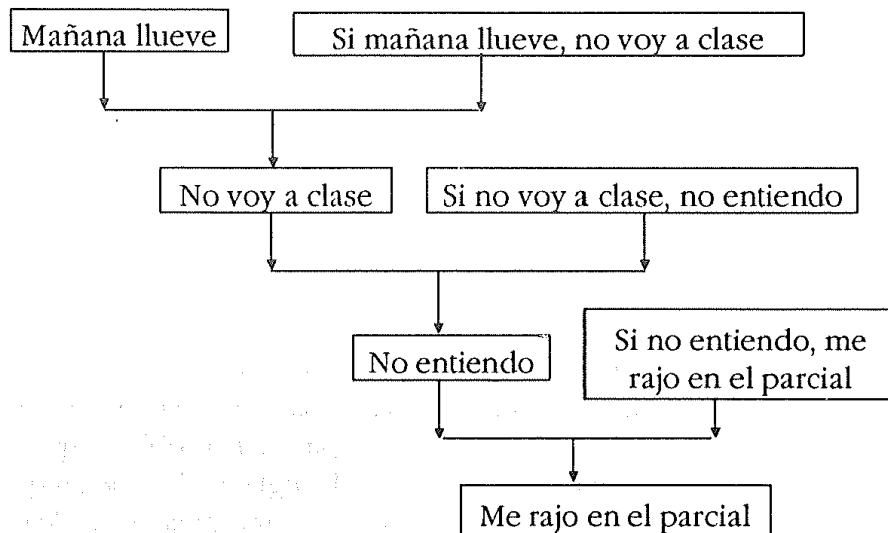 Mañana llueve
Si mañana llueve, no voy a clase
No voy a clase
Si no voy a clase, no entiendo
No entiendo
Si no entiendo, me
rajo en el parcial
Me rajo en el parcial